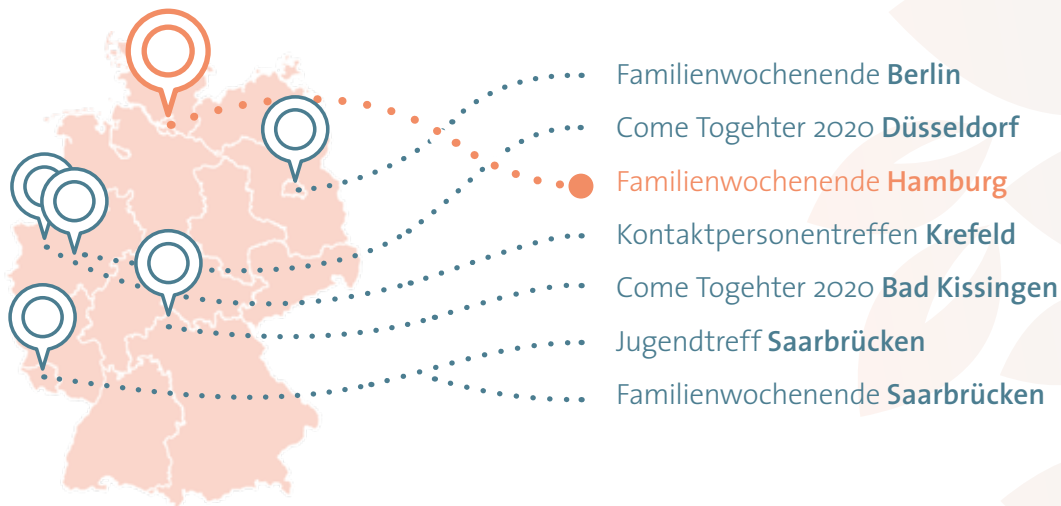 Familienwochenende Berlin
Come Togehter 2020 Düsseldorf
Familienwochenende Hamburg
Kontaktpersonentreffen Krefeld
Come Togehter 2020 Bad Kissingen
Jugendtreff Saarbrücken
Familienwochenende Saarbrücken